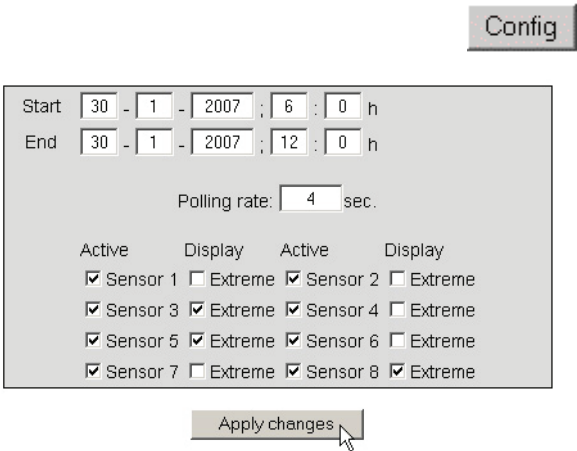 Config
Start 30 - 1 - 2007 ; 6 : 0 h
End 30 - 1 - 2007 ; 12 : 0 h
Polling rate: 4 sec.
Active Display Active Display
Sensor 1 Extreme Sensor 2 Extreme
Sensor 3 Extreme Sensor 4 Extreme
Sensor 5 Extreme Sensor 6 Extreme
Sensor 7 Extreme Sensor 8 Extreme
Apply changes